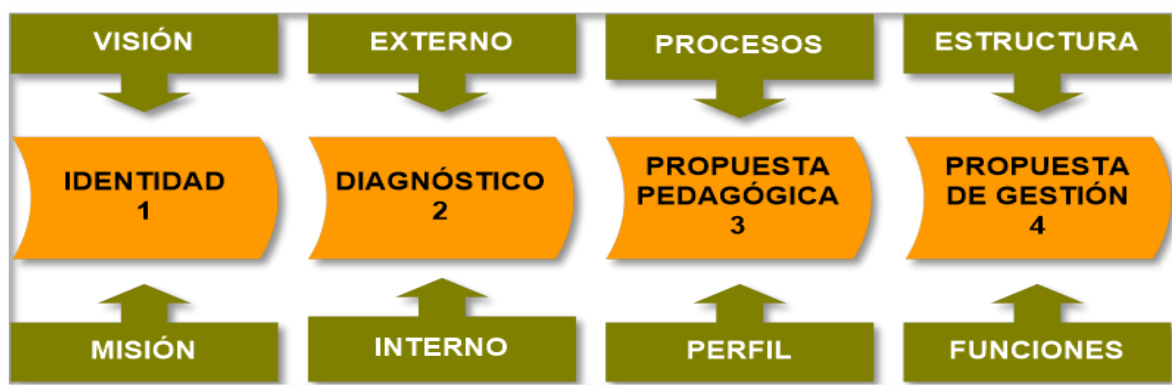 VISIÓN
EXTERNO
PROCESOS
ESTRUCTURA
IDENTIDAD
1
DIAGNÓSTICO
2
PROPUESTA
PEDAGÓGICA
3
PROPUESTA
DE GESTIÓN
4
MISIÓN
INTERNO
PERFIL
FUNCIONES